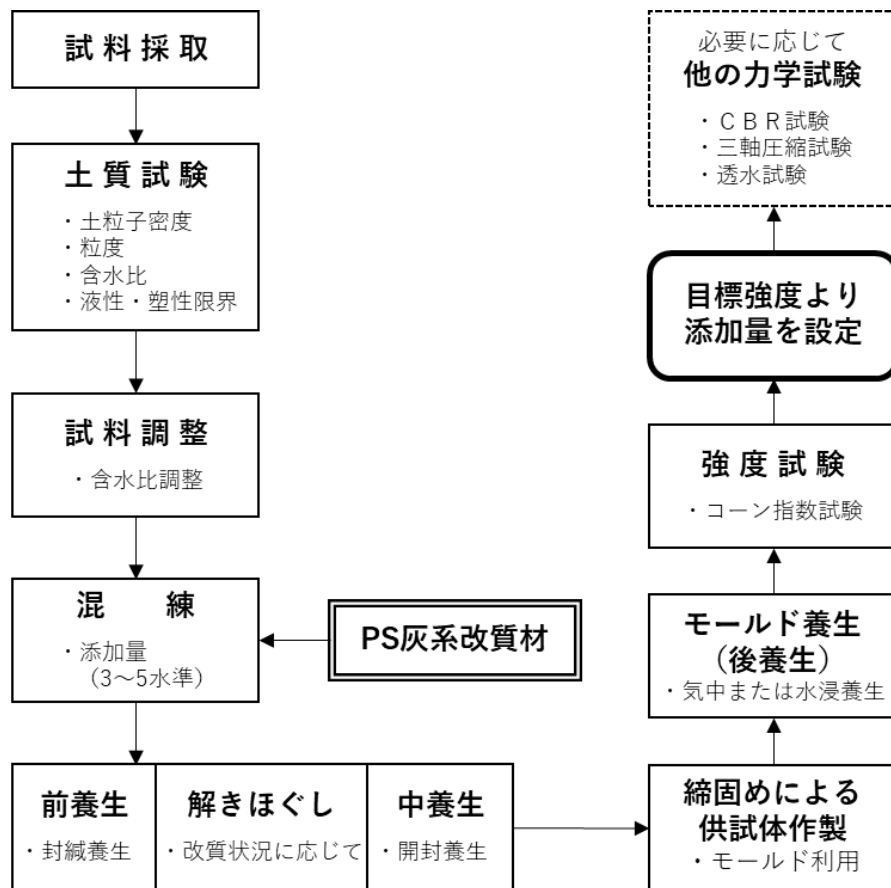 試料採取
土質試験
・土粒子密度
・粒度
・含水比
・液性・塑性限界
試料調整
・含水比調整
混　練
・添加量
（3～5水準）
PS灰系改質材
前養生
・封緘養生
解きほぐし
・改質状況に応じて
中養生
・開封養生
締固めによる
供試体作製
・モールド利用
モールド養生
（後養生）
・気中または水浸養生
強度試験
・コーン指数試験
目標強度より
添加量を設定
必要に応じて
他の力学試験
・ＣＢＲ試験
・三軸圧縮試験
・透水試験